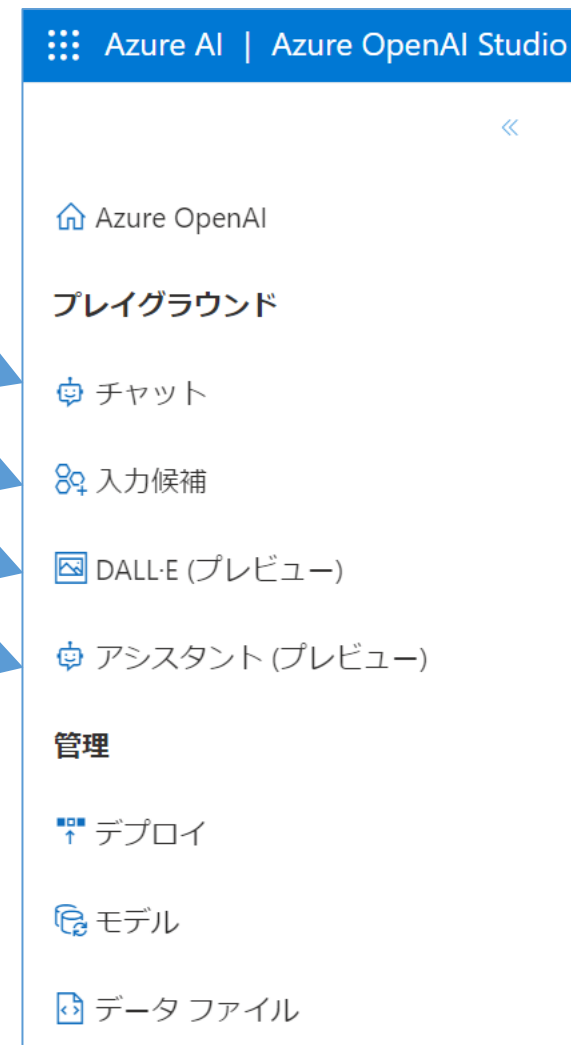 Azure AI | Azure OpenAI Studio
Azure OpenAI
プレイグラウンド
チャット
入力候補
DALL·E (プレビュー)
アシスタント (プレビュー)
管理
デプロイ
モデル
データ ファイル